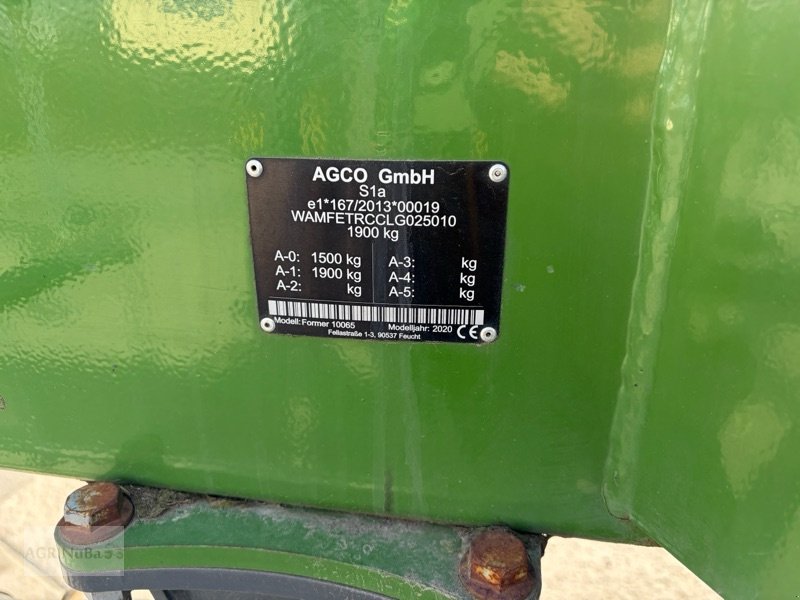 AGCO GmbH
S1a
e1*167/2013*00019
WAMFETRCCLG025010
1900 kg
A-0: 1500 kg
A-1: 1900 kg
A-2: kg
A-3: kg
A-4: kg
A-5: kg
Modell: Former 10065 Modelljahr: 2020 CE
Fellastraße 1-3, 90537 Feucht